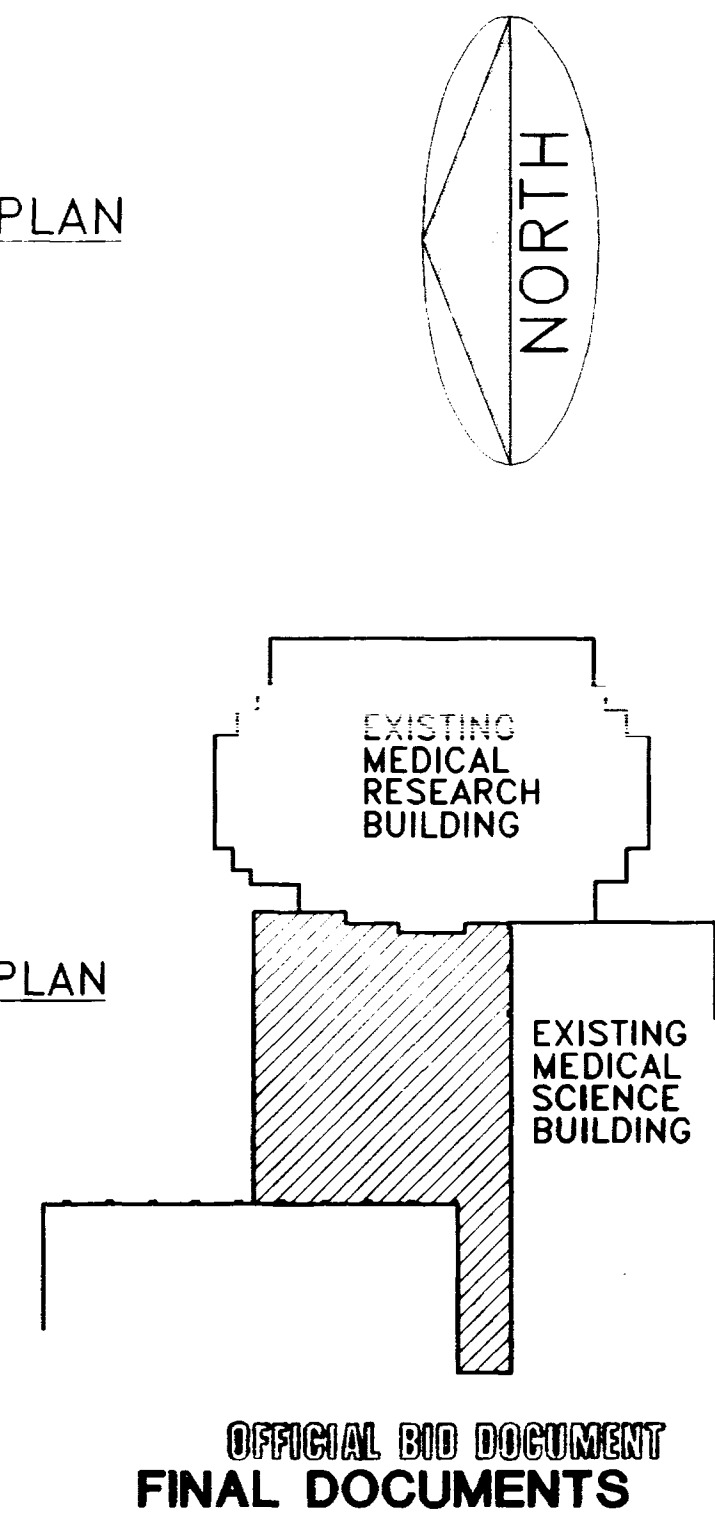 PLAN
NORTH
EXISTING
MEDICAL
RESEARCH
BUILDING
PLAN
EXISTING
MEDICAL
SCIENCE
BUILDING
OFFICIAL BID DOCUMENT
FINAL DOCUMENTS